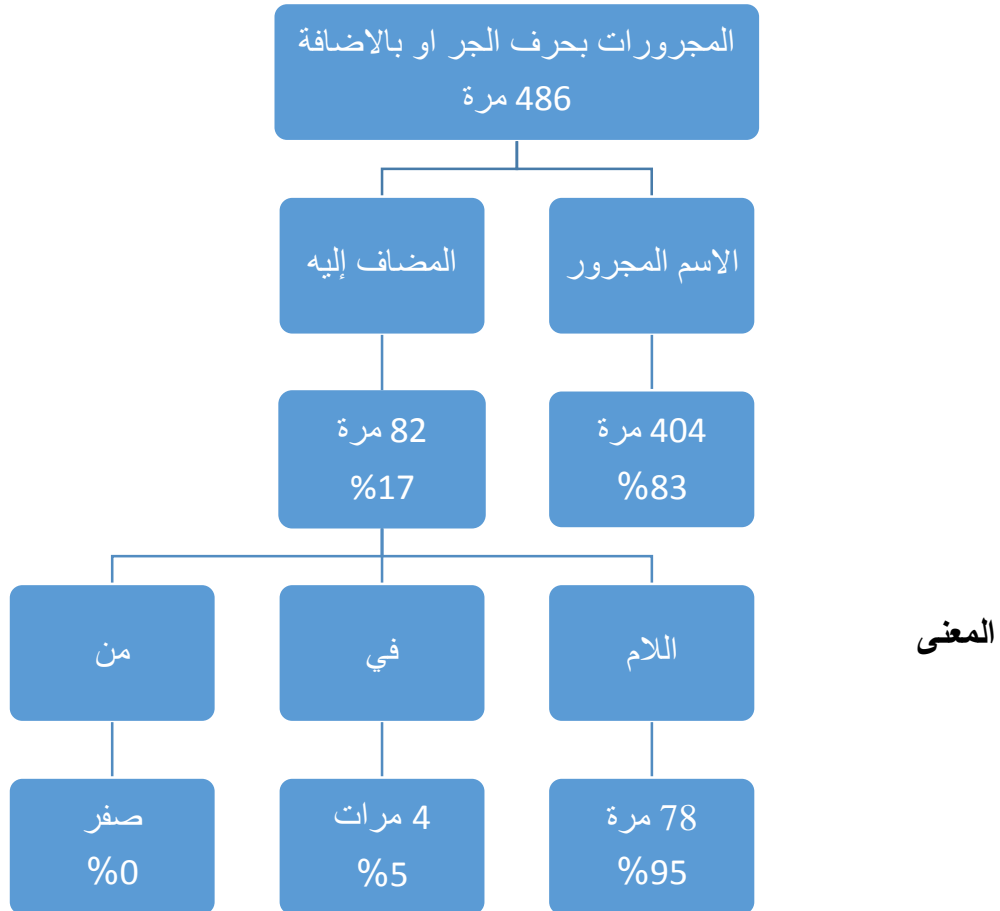 المجرورات بحرف الجر او بالاضافة
486 مرة
الاسم المجرور
المضاف إليه
404 مرة
%83
82 مرة
%17
المعنى
اللام
في
من
78 مرة
%95
4 مرات
%5
صفر
%0